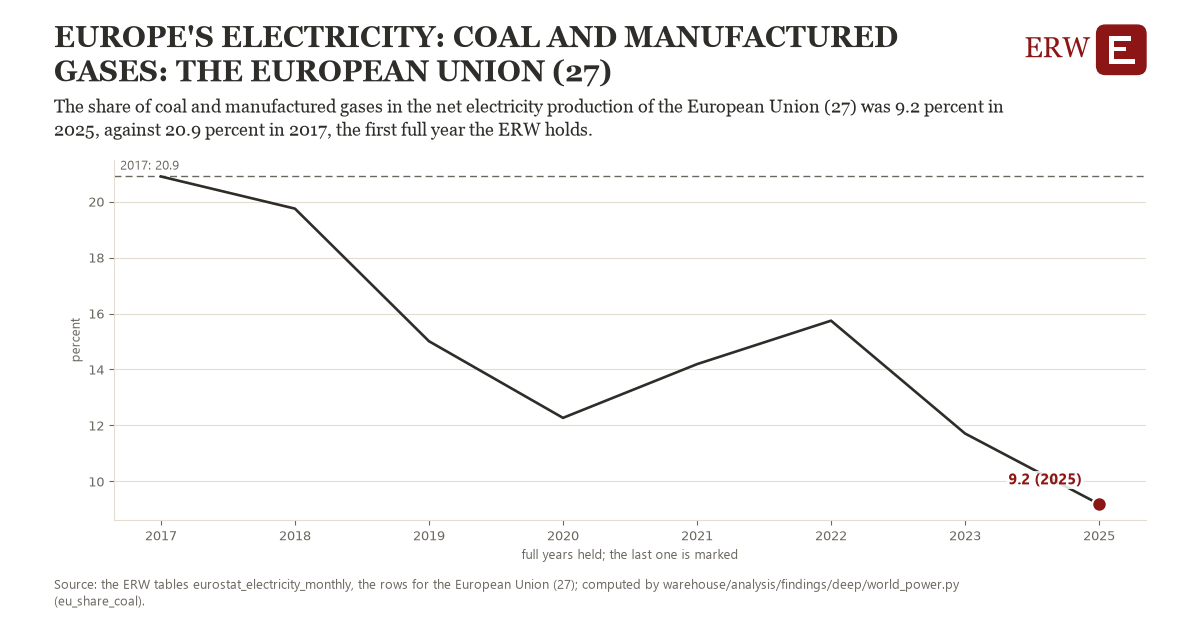 EUROPE'S ELECTRICITY: COAL AND MANUFACTURED
GASES: THE EUROPEAN UNION (27)
ERW E
The share of coal and manufactured gases in the net electricity production of the European Union (27) was 9.2 percent in
2025, against 20.9 percent in 2017, the first full year the ERW holds.
2017: 20.9
20
18
16
14
12
10
percent
9.2 (2025)
2017 2018 2019 2020 2021 2022 2023 2025
full years held; the last one is marked
Source: the ERW tables eurostat_electricity_monthly, the rows for the European Union (27); computed by warehouse/analysis/findings/deep/world_power.py
(eu_share_coal).